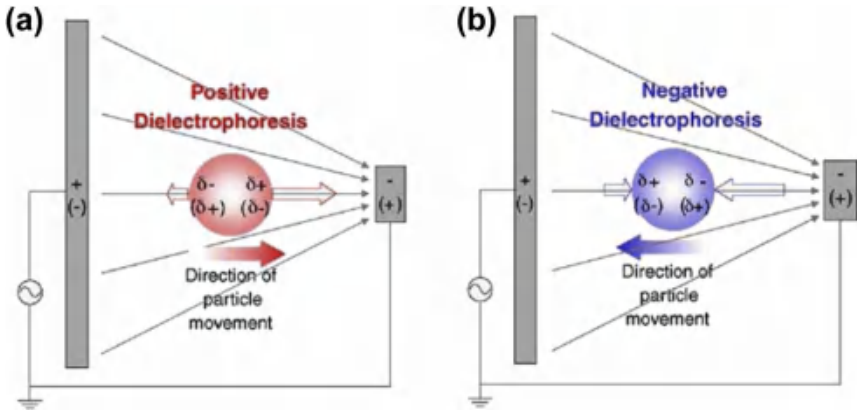 (a)
Positive
Dielectrophoresis
+
(-)
δ- δ+
(δ+) (δ-)
-
(+)
Direction of
particle
movement
(b)
Negative
Dielectrophoresis
+
(-)
δ+ δ -
(δ-) (δ+)
-
(+)
Direction of
particle
movement